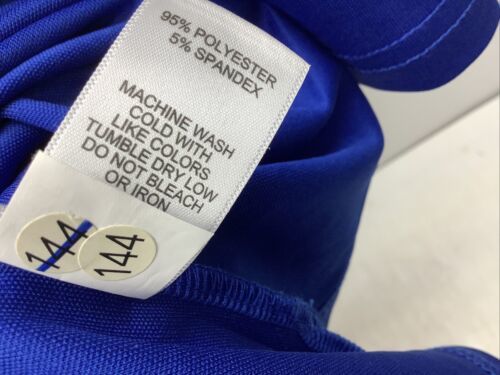 95% POLYESTER
5% SPANDEX
MACHINE WASH
COLD WITH
LIKE COLORS
TUMBLE DRY LOW
DO NOT BLEACH
OR IRON
144
144